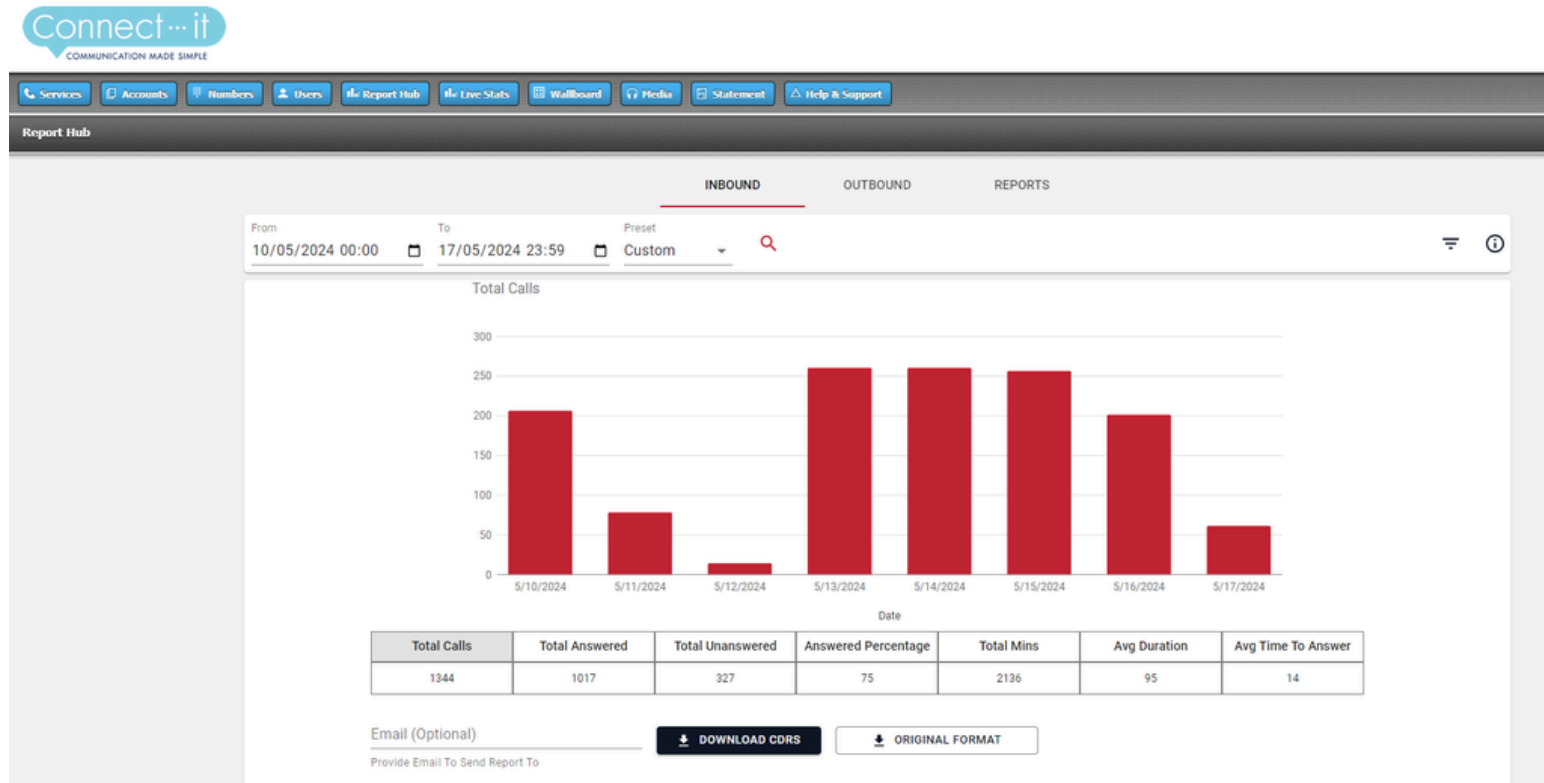 Connect···it
COMMUNICATION MADE SIMPLE
Services Accounts Numbers Users Report Hub Live Stats Wallboard Media Statement Help & Support
Report Hub
INBOUND OUTBOUND REPORTS
From To Preset
10/05/2024 00:00 17/05/2024 23:59 Custom
Total Calls
300
250
200
150
100
50
0
5/10/2024 5/11/2024 5/12/2024 5/13/2024 5/14/2024 5/15/2024 5/16/2024 5/17/2024
Date
Total Calls Total Answered Total Unanswered Answered Percentage Total Mins Avg Duration Avg Time To Answer
1344 1017 327 75 2136 95 14
Email (Optional) DOWNLOAD CDRS ORIGINAL FORMAT
Provide Email To Send Report To